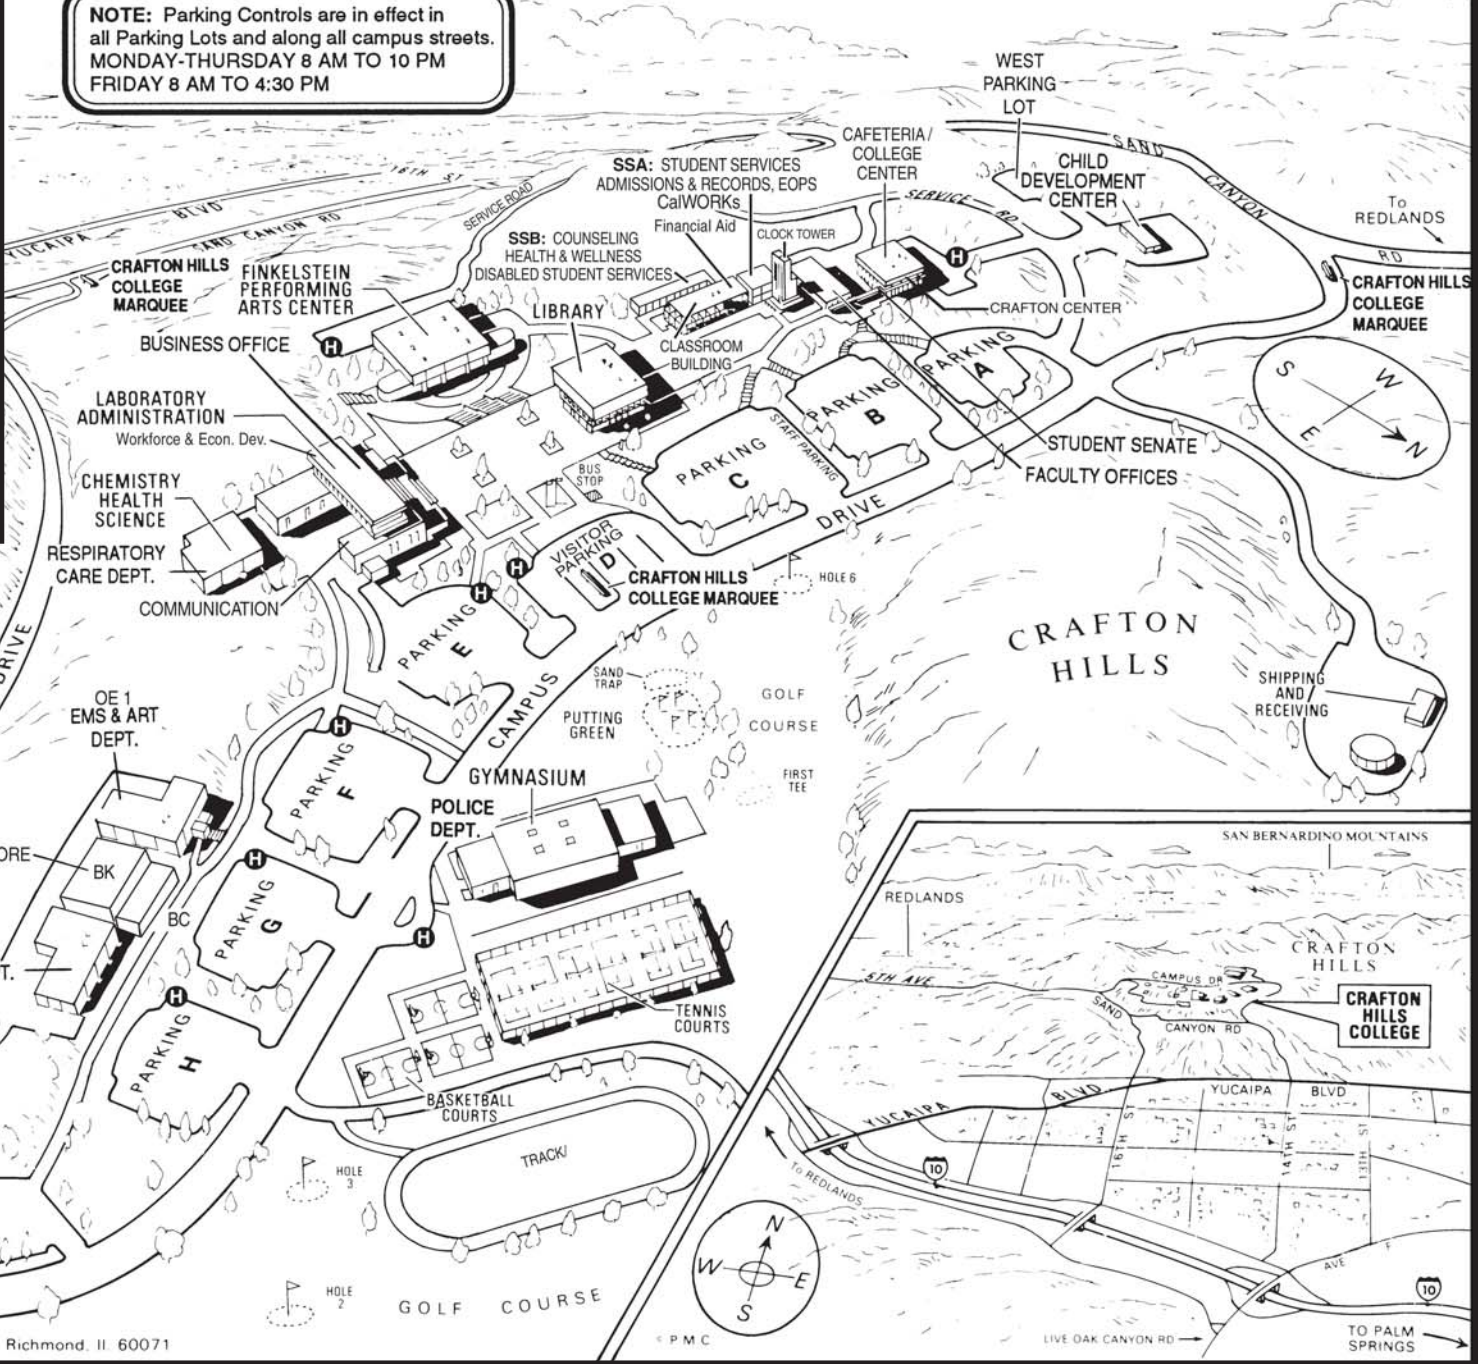 NOTE: Parking Controls are in effect in
all Parking Lots and along all campus streets.
MONDAY-THURSDAY 8 AM TO 10 PM
FRIDAY 8 AM TO 4:30 PM
WEST
PARKING
LOT
CAFETERIA/
COLLEGE
CENTER
SAND
CANYON
RD
CHILD
DEVELOPMENT
CENTER
To
REDLANDS
SSA: STUDENT SERVICES
ADMISSIONS & RECORDS, EOPS
CalWORKs
Financial Aid
CLOCK TOWER
SERVICE RD
16TH ST
YUCAIPA BLVD
SAND CANYON RD
SERVICE ROAD
SSB: COUNSELING
HEALTH & WELLNESS
DISABLED STUDENT SERVICES
CRAFTON HILLS
COLLEGE
MARQUEE
FINKELSTEIN
PERFORMING
ARTS CENTER
LIBRARY
H
H
CRAFTON CENTER
CRAFTON HILLS
COLLEGE
MARQUEE
BUSINESS OFFICE
CLASSROOM
BUILDING
PARKING
A
PARKING
B
S
W
E
N
LABORATORY
ADMINISTRATION
Workforce & Econ. Dev.
STAFF PARKING
PARKING
C
STUDENT SENATE
FACULTY OFFICES
BUS
STOP
CHEMISTRY
HEALTH
SCIENCE
DRIVE
RESPIRATORY
CARE DEPT.
VISITOR
PARKING
D
H
H
CRAFTON HILLS
COLLEGE MARQUEE
HOLE 6
COMMUNICATION
PARKING
E
CRAFTON
HILLS
DRIVE
SAND
TRAP
PUTTING
GREEN
GOLF
COURSE
SHIPPING
AND
RECEIVING
OE 1
EMS & ART
DEPT.
H
CAMPUS
PARKING
F
FIRST
TEE
GYMNASIUM
POLICE
DEPT.
ORE
BK
BC
H
PARKING
G
H
T.
H
PARKING
H
TENNIS
COURTS
BASKETBALL
COURTS
TRACK/
HOLE
3
HOLE
2
GOLF COURSE
SAN BERNARDINO MOUNTAINS
REDLANDS
CRAFTON
HILLS
5TH AVE
CAMPUS DR
SAND
CANYON RD
CRAFTON
HILLS
COLLEGE
YUCAIPA BLVD
YUCAIPA BLVD
16TH ST
14TH ST
13TH ST
To REDLANDS
10
N
W
E
S
AVE F
10
LIVE OAK CANYON RD
TO PALM
SPRINGS
Richmond, Il. 60071
© P M C